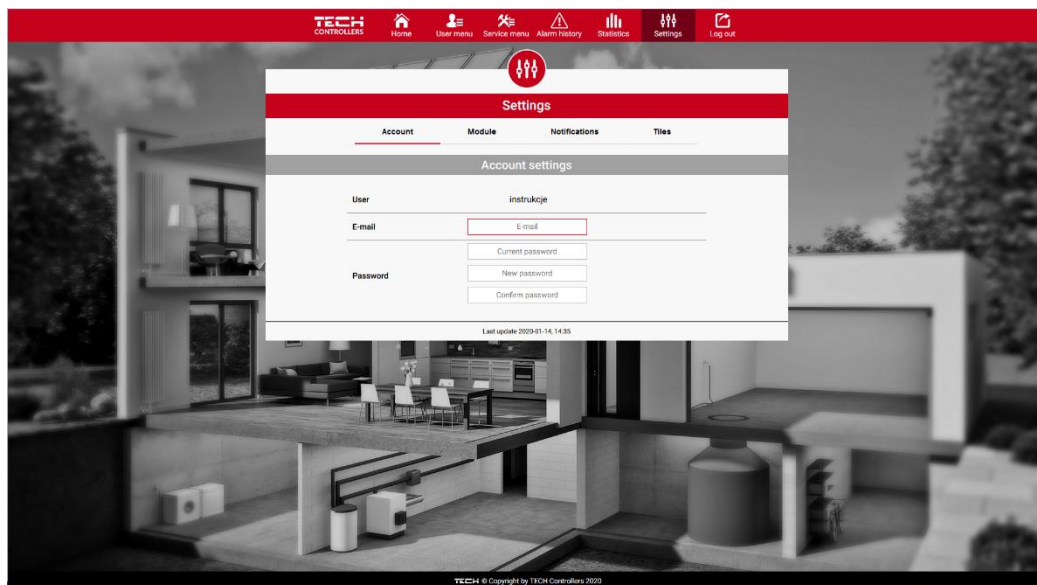 TECH CONTROLLERS
Home
User menu
Service menu
Alarm history
Statistics
Settings
Log out
Settings
Account Module Notifications Tiles
Account settings
User instrukcje
E-mail E-mail
Current password
Password New password
Confirm password
Last update 2020-01-14, 14:35
TECH © Copyright by TECH Controllers 2020